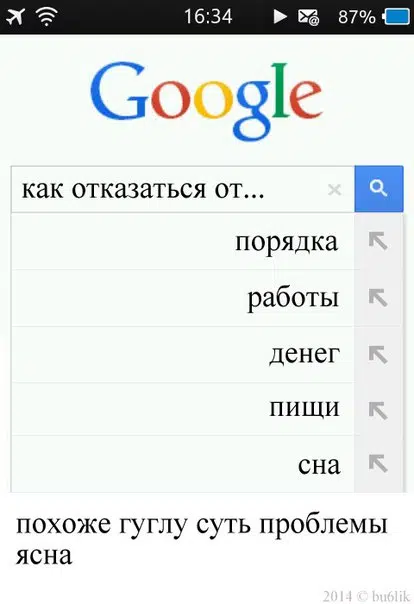 16:34
87%
Google
как отказаться от...
порядка
работы
денег
пищи
сна
похоже гуглу суть проблемы
ясна
2014 © bu6lik